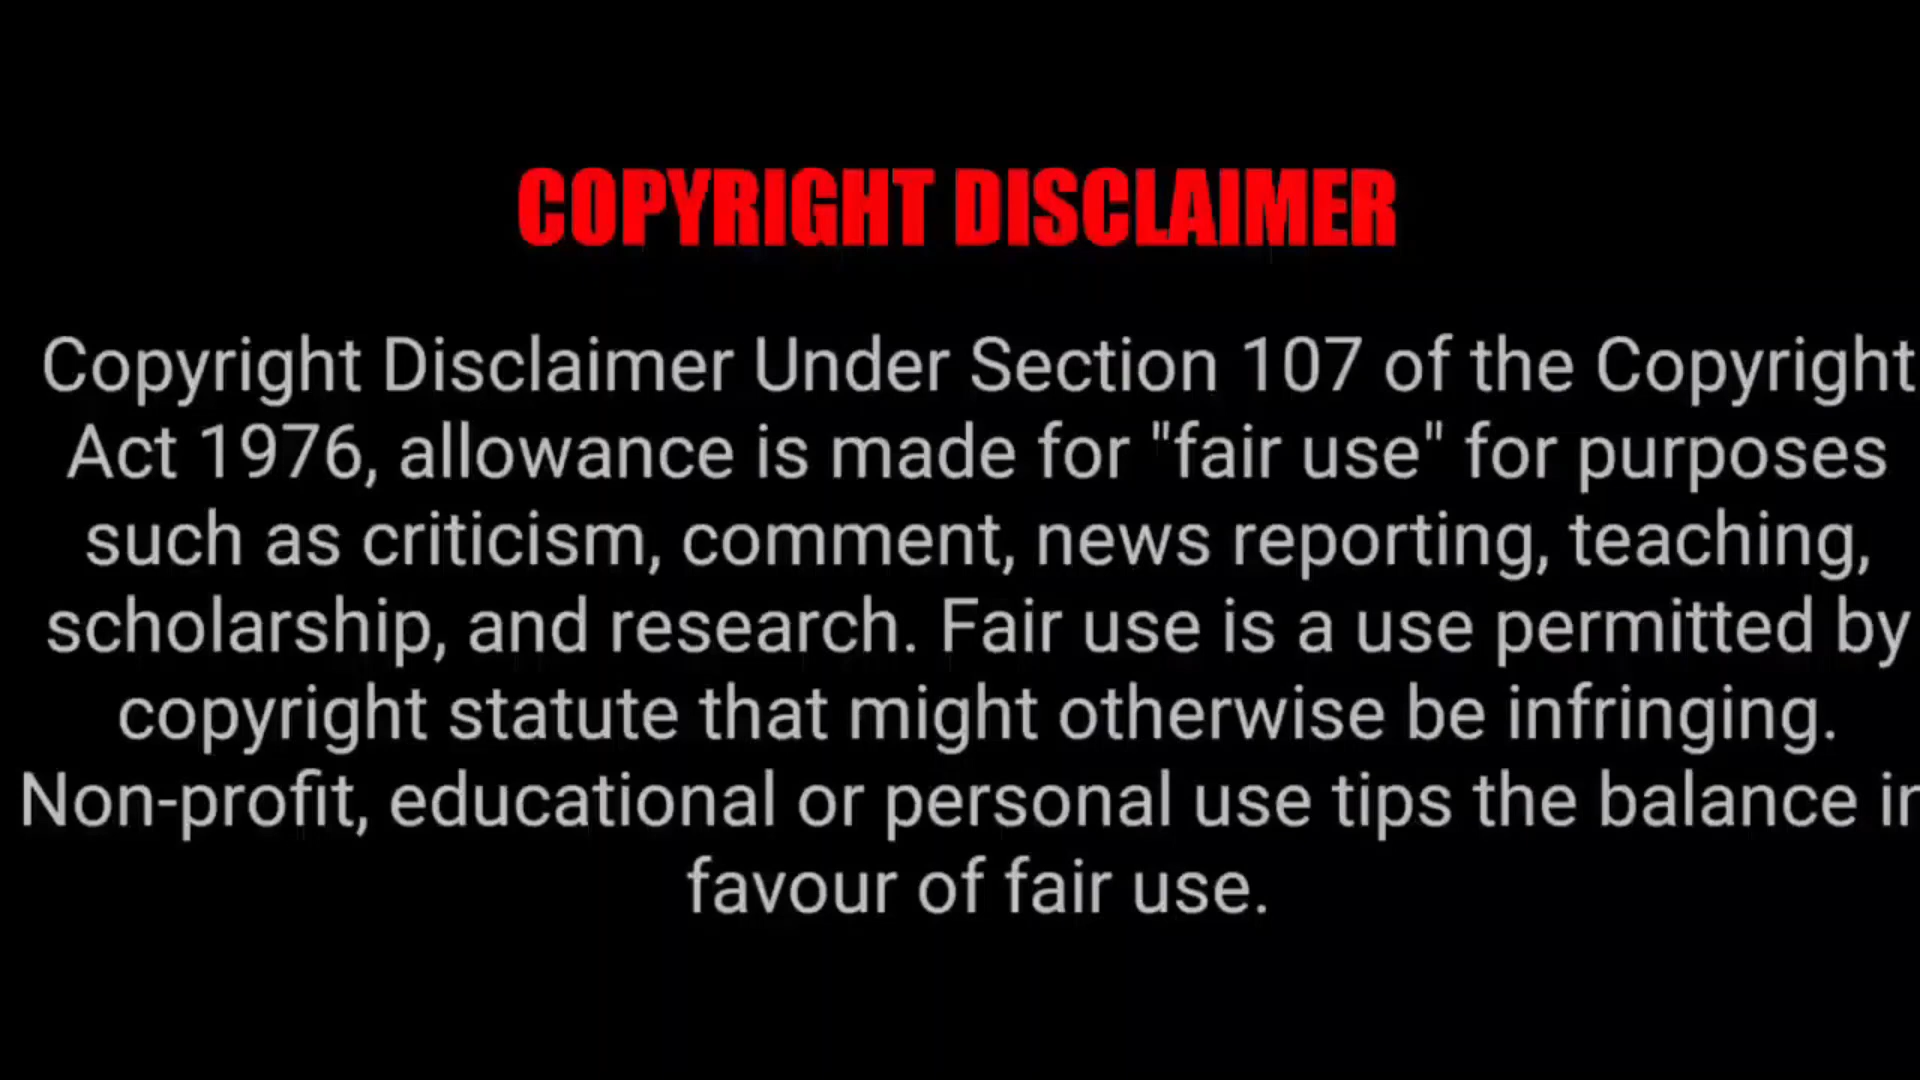 COPYRIGHT DISCLAIMER
Copyright Disclaimer Under Section 107 of the Copyright
Act 1976, allowance is made for "fair use" for purposes
such as criticism, comment, news reporting, teaching,
scholarship, and research. Fair use is a use permitted by
copyright statute that might otherwise be infringing.
Non-profit, educational or personal use tips the balance in
favour of fair use.